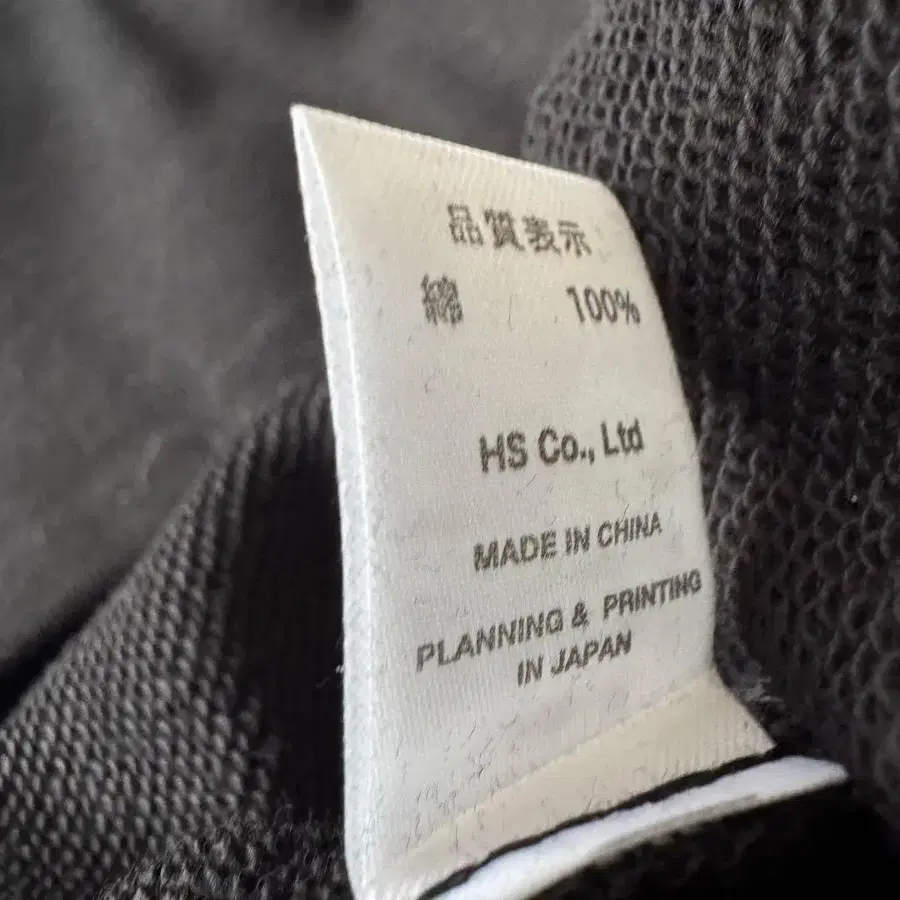 品質表示
綿 100%
HS Co., Ltd
MADE IN CHINA
PLANNING & PRINTING
IN JAPAN